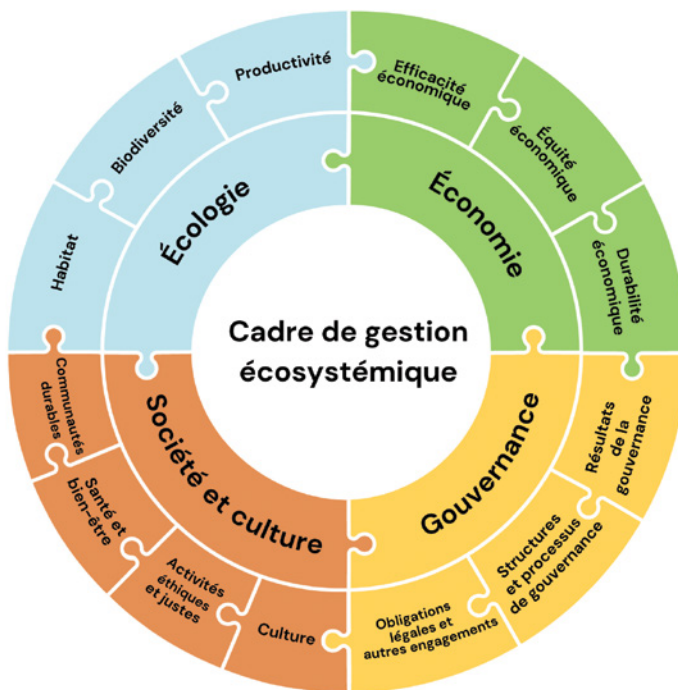 Productivité
Biodiversité
Habitat
Écologie
Efficacité
économique
Équité
économique
Durabilité
économique
Économie
Cadre de gestion
écosystémique
Communautés
durables
Santé et
bien-être
Activités
éthiques
et justes
Culture
Société et culture
Gouvernance
Résultats
de la
gouvernance
Structures
et processus
de gouvernance
Obligations
légales et
autres engagements